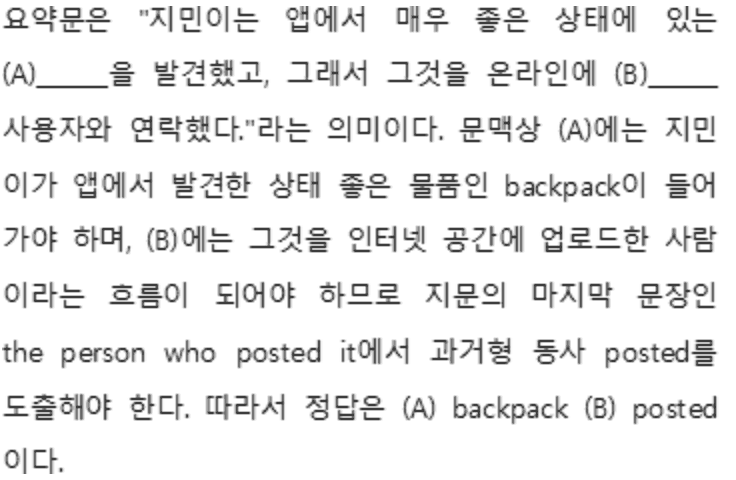 요약문은 "지민이는 앱에서 매우 좋은 상태에 있는
(A)_____을 발견했고, 그래서 그것을 온라인에 (B)_____
사용자와 연락했다."라는 의미이다. 문맥상 (A)에는 지민
이가 앱에서 발견한 상태 좋은 물품인 backpack이 들어
가야 하며, (B)에는 그것을 인터넷 공간에 업로드한 사람
이라는 흐름이 되어야 하므로 지문의 마지막 문장인
the person who posted it에서 과거형 동사 posted를
도출해야 한다. 따라서 정답은 (A) backpack (B) posted
이다.